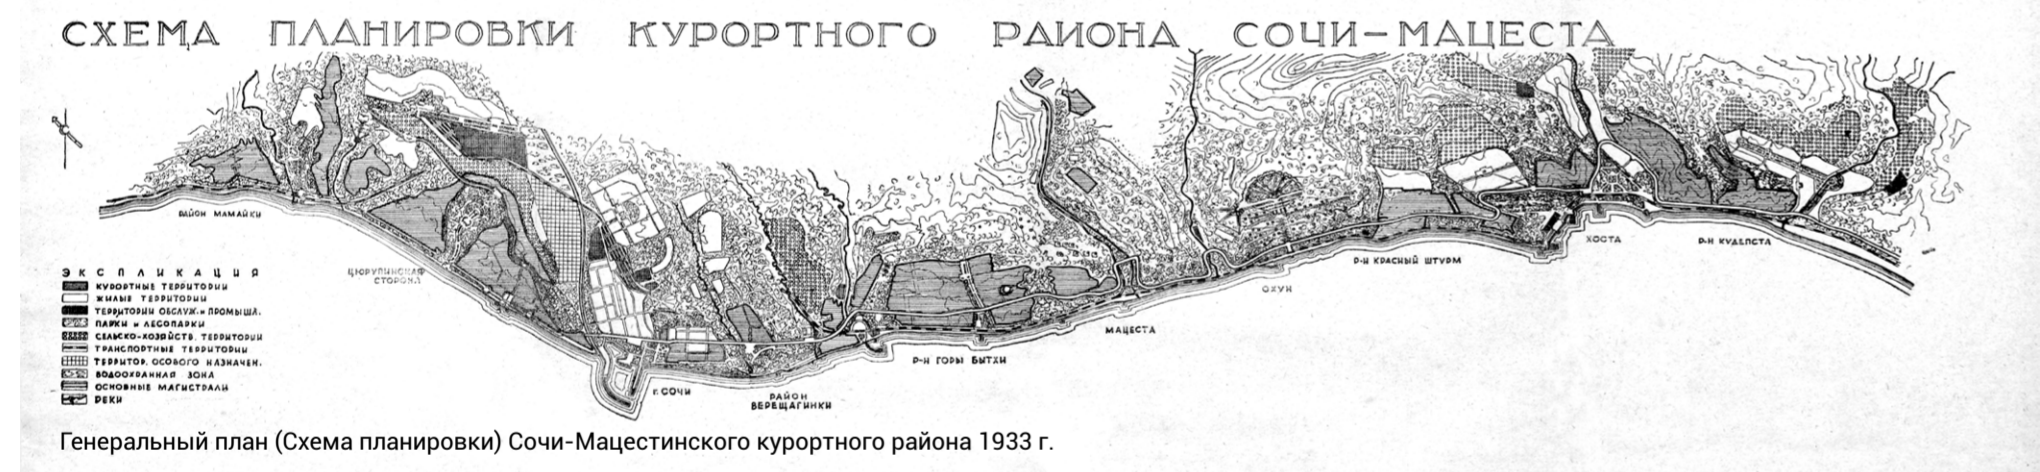 СХЕМА ПЛАНИРОВКИ КУРОРТНОГО РАЙОНА СОЧИ-МАЦЕСТА
РАЙОН МАМАЙКИ
ЦЮРУПИНСКАЯ
СТОРОНА
ЭКСПЛИКАЦИЯ
КУРОРТНЫЕ ТЕРРИТОРИИ
ЖИЛЫЕ ТЕРРИТОРИИ
ТЕРРИТОРИИ ОБСЛУЖ. И ПРОМЫШЛ.
ПАРКИ И ЛЕСОПАРКИ
СЕЛЬСКО-ХОЗЯЙСТВ. ТЕРРИТОРИИ
ТРАНСПОРТНЫЕ ТЕРРИТОРИИ
ТЕРРИТОР. ОСОБОГО НАЗНАЧЕН.
ВОДООХРАННАЯ ЗОНА
ОСНОВНЫЕ МАГИСТРАЛИ
РЕКИ
г. СОЧИ
РАЙОН
ВЕРЕЩАГИНКИ
Р-Н ГОРЫ БЫТХИ
МАЦЕСТА
ОХУН
Р-Н КРАСНЫЙ ШТУРМ
ХОСТА
Р-Н КУДЕПСТА
Генеральный план (Схема планировки) Сочи-Мацестинского курортного района 1933 г.